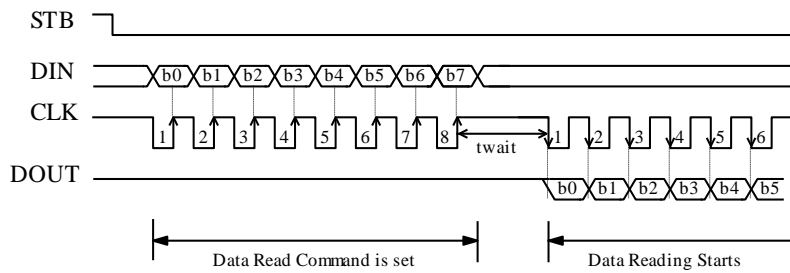 STB
DIN b0 b1 b2 b3 b4 b5 b6 b7
CLK 1 2 3 4 5 6 7 8 twait 1 2 3 4 5 6
DOUT b0 b1 b2 b3 b4 b5
Data Read Command is set Data Reading Starts